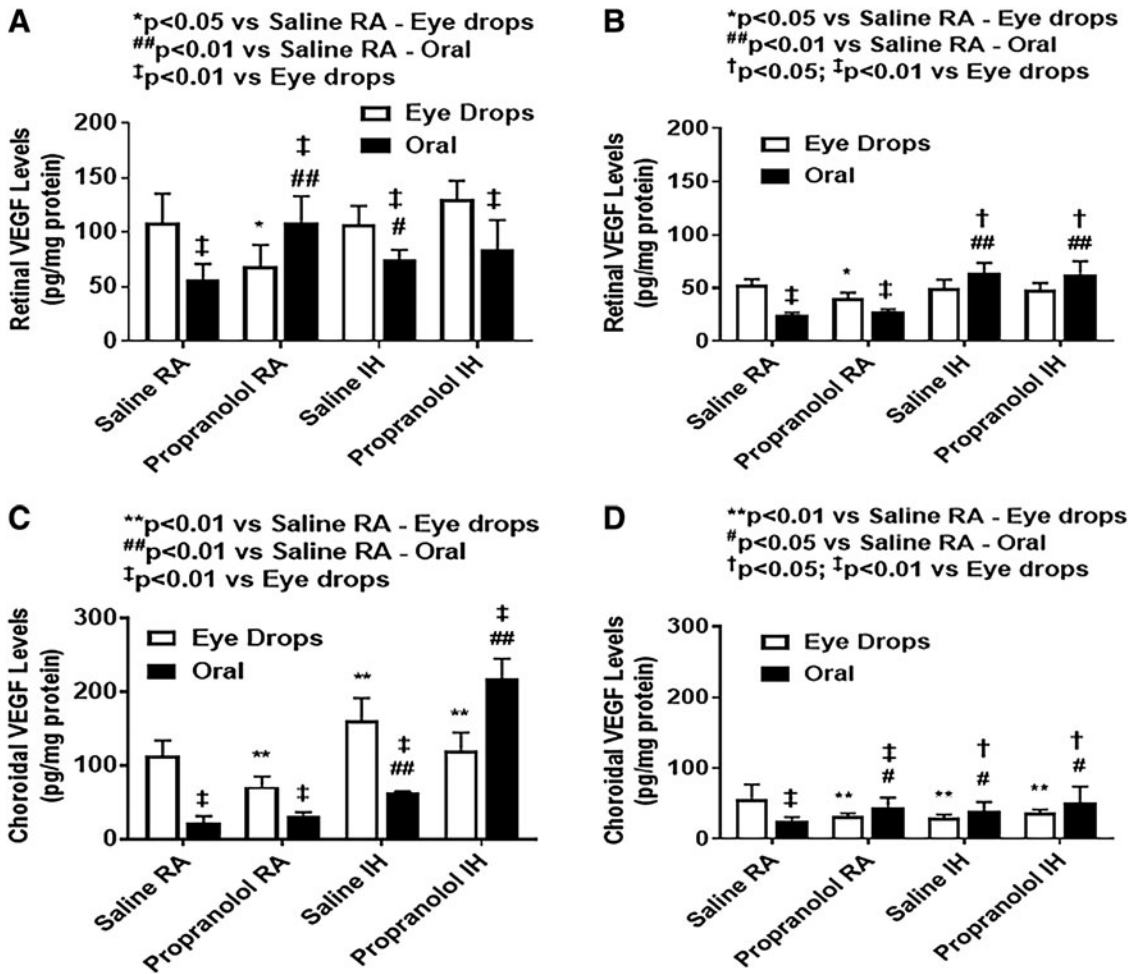 A
*p<0.05 vs Saline RA - Eye drops
##p<0.01 vs Saline RA - Oral
‡p<0.01 vs Eye drops
Eye Drops
Oral
Retinal VEGF Levels
(pg/mg protein)
200
150
100
50
0
‡
*
‡
##
‡
#
‡
Saline RA
Propranolol RA
Saline IH
Propranolol IH
B
*p<0.05 vs Saline RA - Eye drops
##p<0.01 vs Saline RA - Oral
†p<0.05; ‡p<0.01 vs Eye drops
Eye Drops
Oral
Retinal VEGF Levels
(pg/mg protein)
200
150
100
50
0
‡
*
‡
†
##
†
##
Saline RA
Propranolol RA
Saline IH
Propranolol IH
C
**p<0.01 vs Saline RA - Eye drops
##p<0.01 vs Saline RA - Oral
‡p<0.01 vs Eye drops
Eye Drops
Oral
Choroidal VEGF Levels
(pg/mg protein)
300
200
100
0
‡
**
‡
**
‡
##
**
‡
##
Saline RA
Propranolol RA
Saline IH
Propranolol IH
D
**p<0.01 vs Saline RA - Eye drops
#p<0.05 vs Saline RA - Oral
†p<0.05; ‡p<0.01 vs Eye drops
Eye Drops
Oral
Choroidal VEGF Levels
(pg/mg protein)
300
200
100
0
‡
**
‡
#
**
†
#
**
†
#
Saline RA
Propranolol RA
Saline IH
Propranolol IH